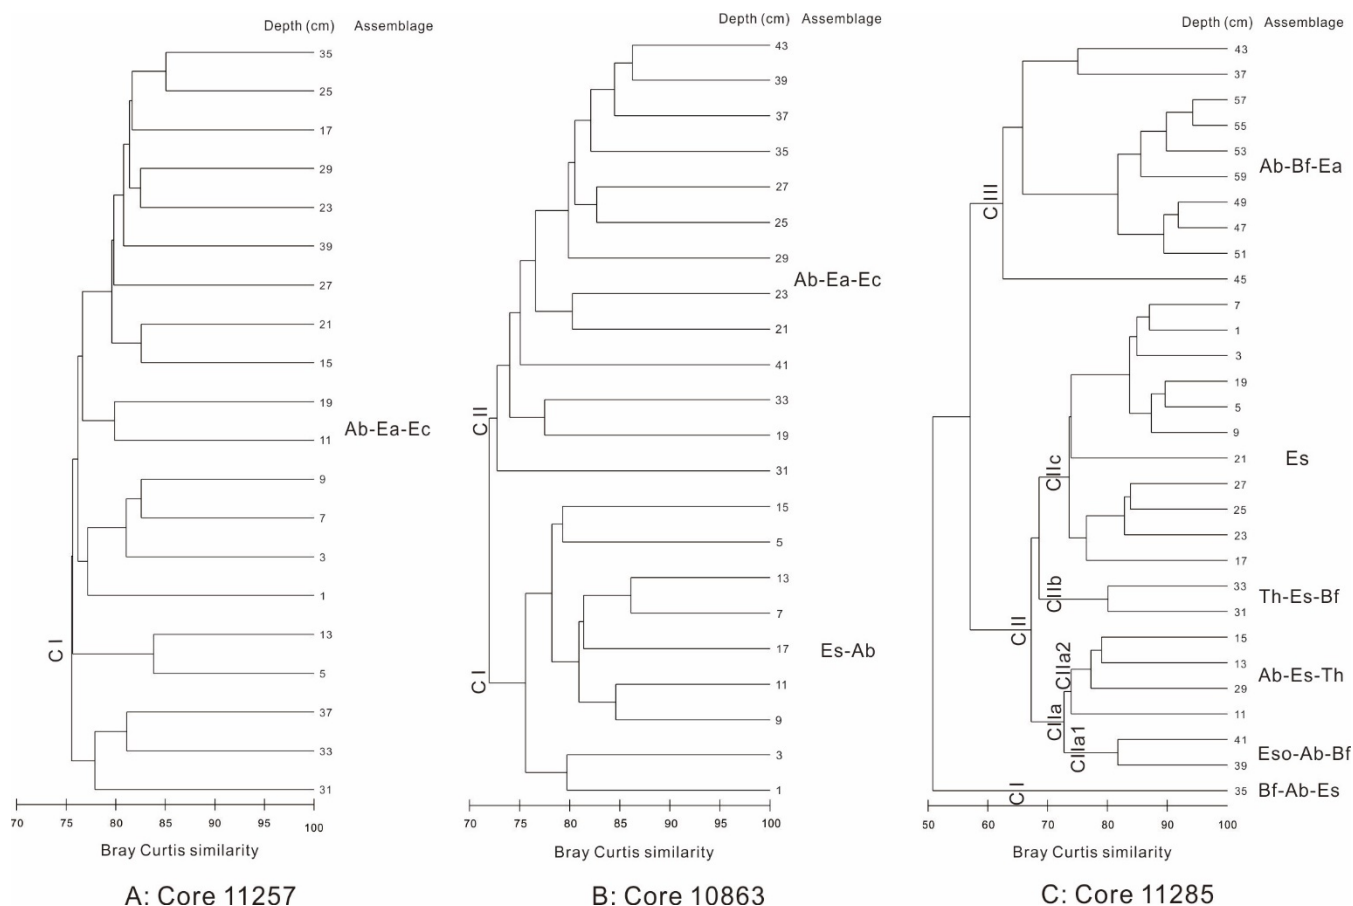 Depth (cm) Assemblage
35
25
17
29
23
39
27
21
15
19
11
9
7
3
1
13
5
37
33
31
Ab-Ea-Ec
C I
70 75 80 85 90 95 100
Bray Curtis similarity
A: Core 11257
Depth (cm) Assemblage
43
39
37
35
27
25
29
23
21
41
33
19
31
15
5
13
7
17
11
9
3
1
Ab-Ea-Ec
Es-Ab
C II
C I
70 75 80 85 90 95 100
Bray Curtis similarity
B: Core 10863
Depth (cm) Assemblage
43
37
57
55
53
59
49
47
51
45
7
1
3
19
5
9
21
27
25
23
17
33
31
15
13
29
11
41
39
35
Ab-Bf-Ea
Es
Th-Es-Bf
Ab-Es-Th
Eso-Ab-Bf
Bf-Ab-Es
C III
CIIc
CIIb
C II
CIIa2
CIIa
CIIa1
C I
50 60 70 80 90 100
Bray Curtis similarity
C: Core 11285